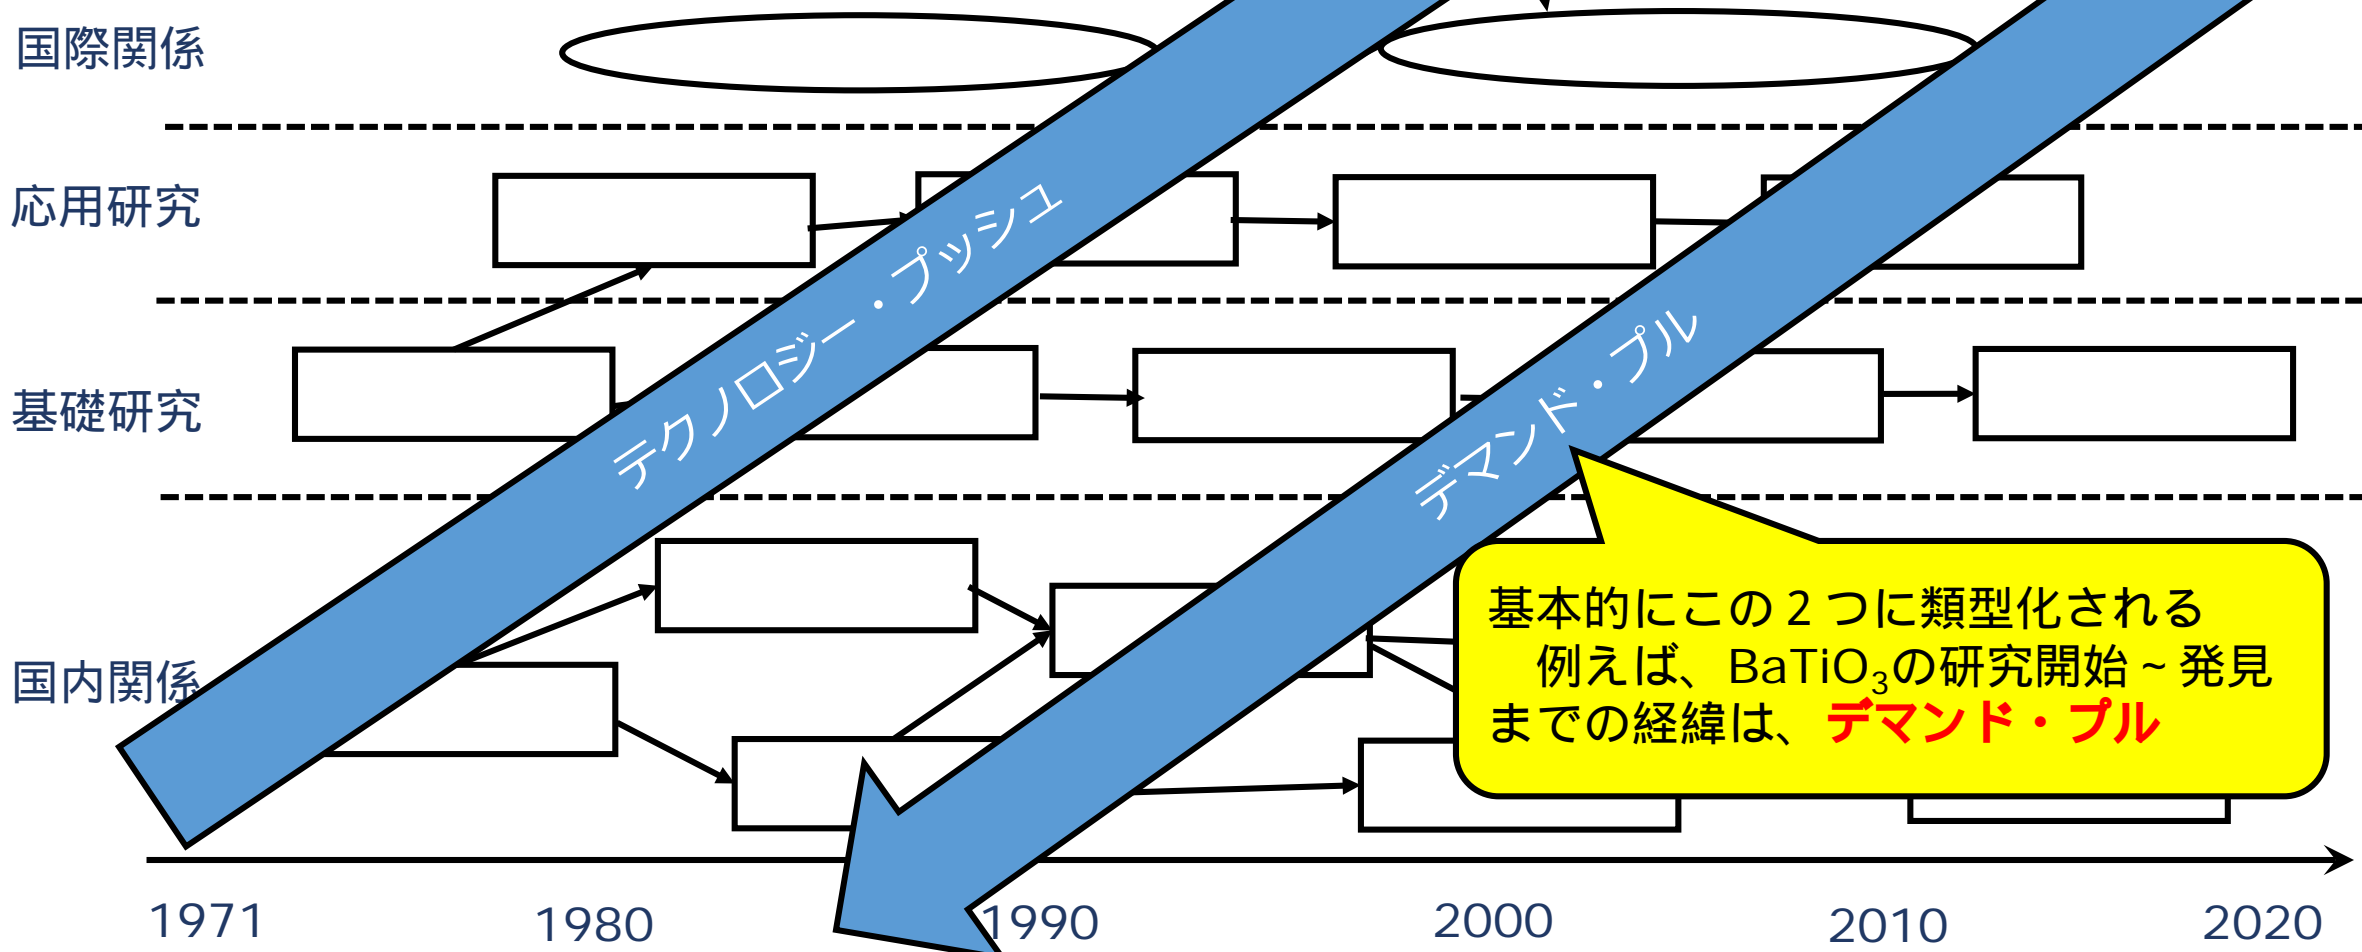 国際関係
応用研究
テクノロジー・プッシュ
基礎研究
デマンド・プル
国内関係
基本的にこの２つに類型化される
例えば、BaTiO₃の研究開始~発見
までの経緯は、デマンド・プル
1971
1980
1990
2000
2010
2020